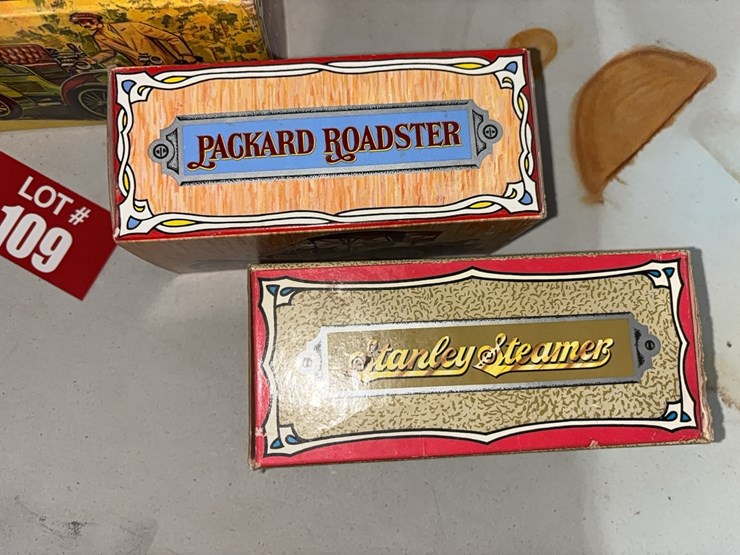 PACKARD ROADSTER
LOT #
109
Stanley Steamer